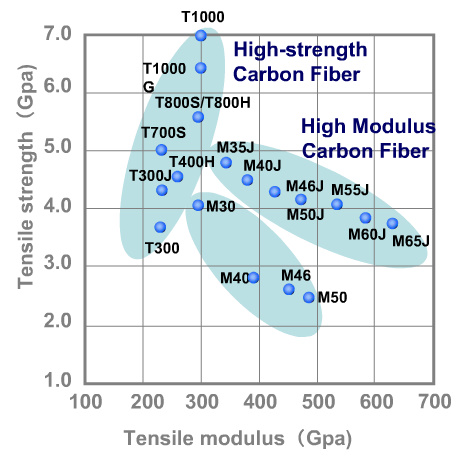 T1000
7.0
High-strength
Carbon Fiber
T1000
G
6.0
T800S/T800H
High Modulus
Carbon Fiber
T700S
M35J
5.0
T400H
M40J
T300J
M46J
M55J
4.0
M30
M50J
M60J
M65J
T300
3.0
M40
M46
M50
2.0
1.0
100
200
300
400
500
600
700
Tensile strength（Gpa）
Tensile modulus（Gpa）